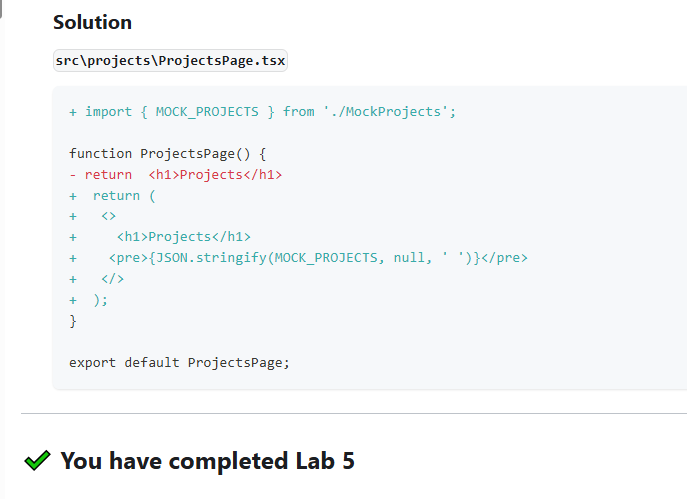 Solution
src\projects\ProjectsPage.tsx
+ import { MOCK_PROJECTS } from './MockProjects';
function ProjectsPage() {
- return  <h1>Projects</h1>
+  return (
+   <>
+     <h1>Projects</h1>
+    <pre>{JSON.stringify(MOCK_PROJECTS, null, ' ')}</pre>
+   </>
+  );
}
export default ProjectsPage;
You have completed Lab 5